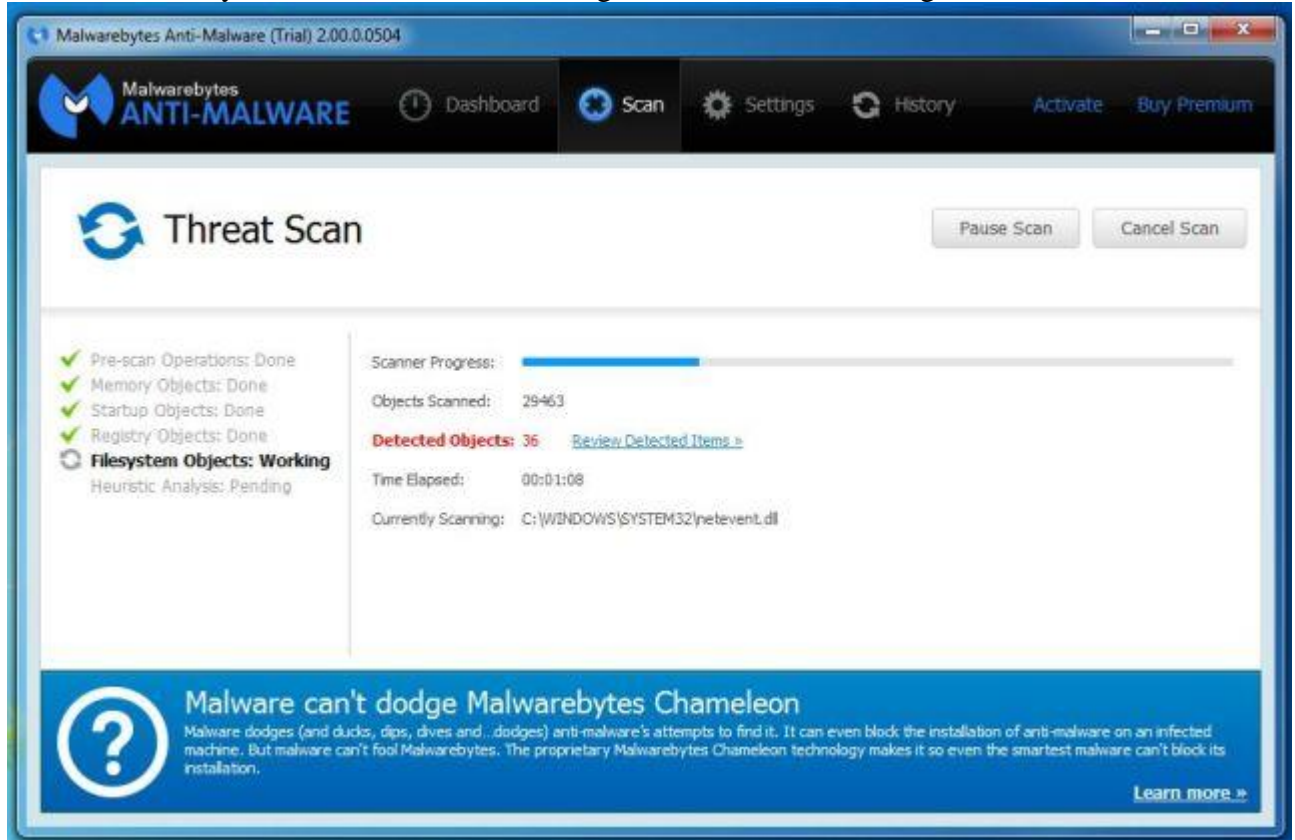 Malwarebytes Anti-Malware (Trial) 2.00.0.0504
Malwarebytes
ANTI-MALWARE
Dashboard
Scan
Settings
History
Activate
Buy Premium
Threat Scan
Pause Scan
Cancel Scan
Pre-scan Operations: Done
Memory Objects: Done
Startup Objects: Done
Registry Objects: Done
Filesystem Objects: Working
Heuristic Analysis: Pending
Scanner Progress:
Objects Scanned: 29463
Detected Objects: 36 Review Detected Items »
Time Elapsed: 00:01:08
Currently Scanning: C:\WINDOWS\SYSTEM32\netevent.dll
Malware can't dodge Malwarebytes Chameleon
Malware dodges (and ducks, dips, dives and...dodges) anti-malware's attempts to find it. It can even block the installation of anti-malware on an infected
machine. But malware can't fool Malwarebytes. The proprietary Malwarebytes Chameleon technology makes it so even the smartest malware can't block its
installation.
Learn more »